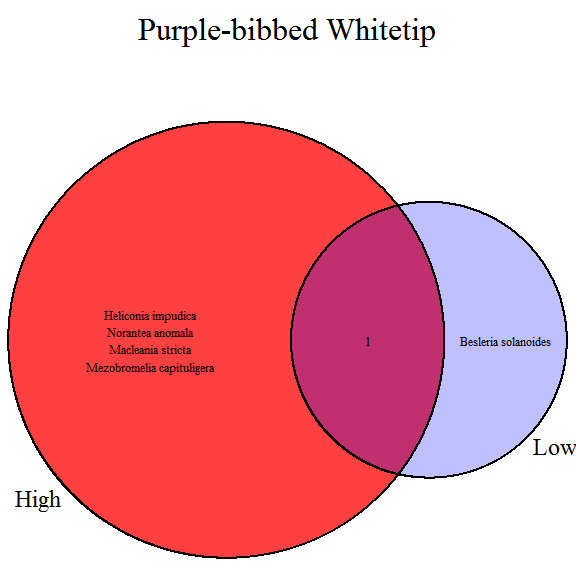 Purple-bibbed Whitetip
Heliconia impudica
Norantea anomala
Macleania stricta
Mezobromelia capituligera
1
Besleria solanoides
Low
High